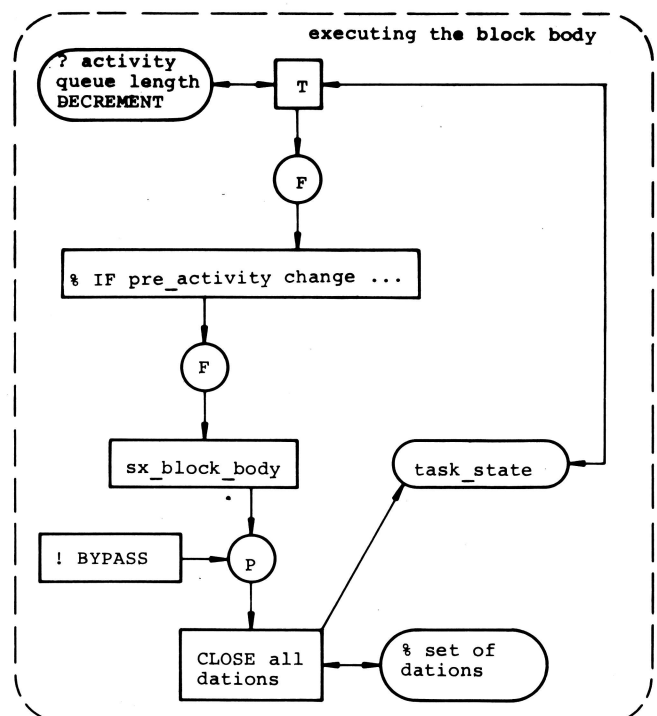 executing the block body
? activity
queue length
DECREMENT
T
F
% IF pre_activity change ...
F
sx_block_body
task_state
! BYPASS
P
CLOSE all
dations
% set of
dations